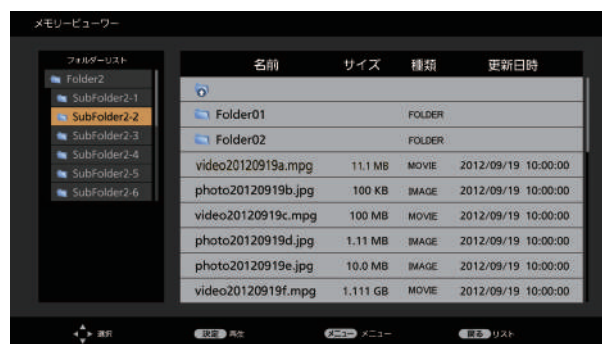 メモリービューワー
フォルダーリスト
Folder2
SubFolder2-1
SubFolder2-2
SubFolder2-3
SubFolder2-4
SubFolder2-5
SubFolder2-6
名前 サイズ 種類 更新日時
Folder01 FOLDER
Folder02 FOLDER
video20120919a.mpg 11.1 MB MOVIE 2012/09/19 10:00:00
photo20120919b.jpg 100 KB IMAGE 2012/09/19 10:00:00
video20120919c.mpg 100 MB MOVIE 2012/09/19 10:00:00
photo20120919d.jpg 1.11 MB IMAGE 2012/09/19 10:00:00
photo20120919e.jpg 10.0 MB IMAGE 2012/09/19 10:00:00
video20120919f.mpg 1.111 GB MOVIE 2012/09/19 10:00:00
選択 決定 再生 メニュー メニュー 戻る リスト